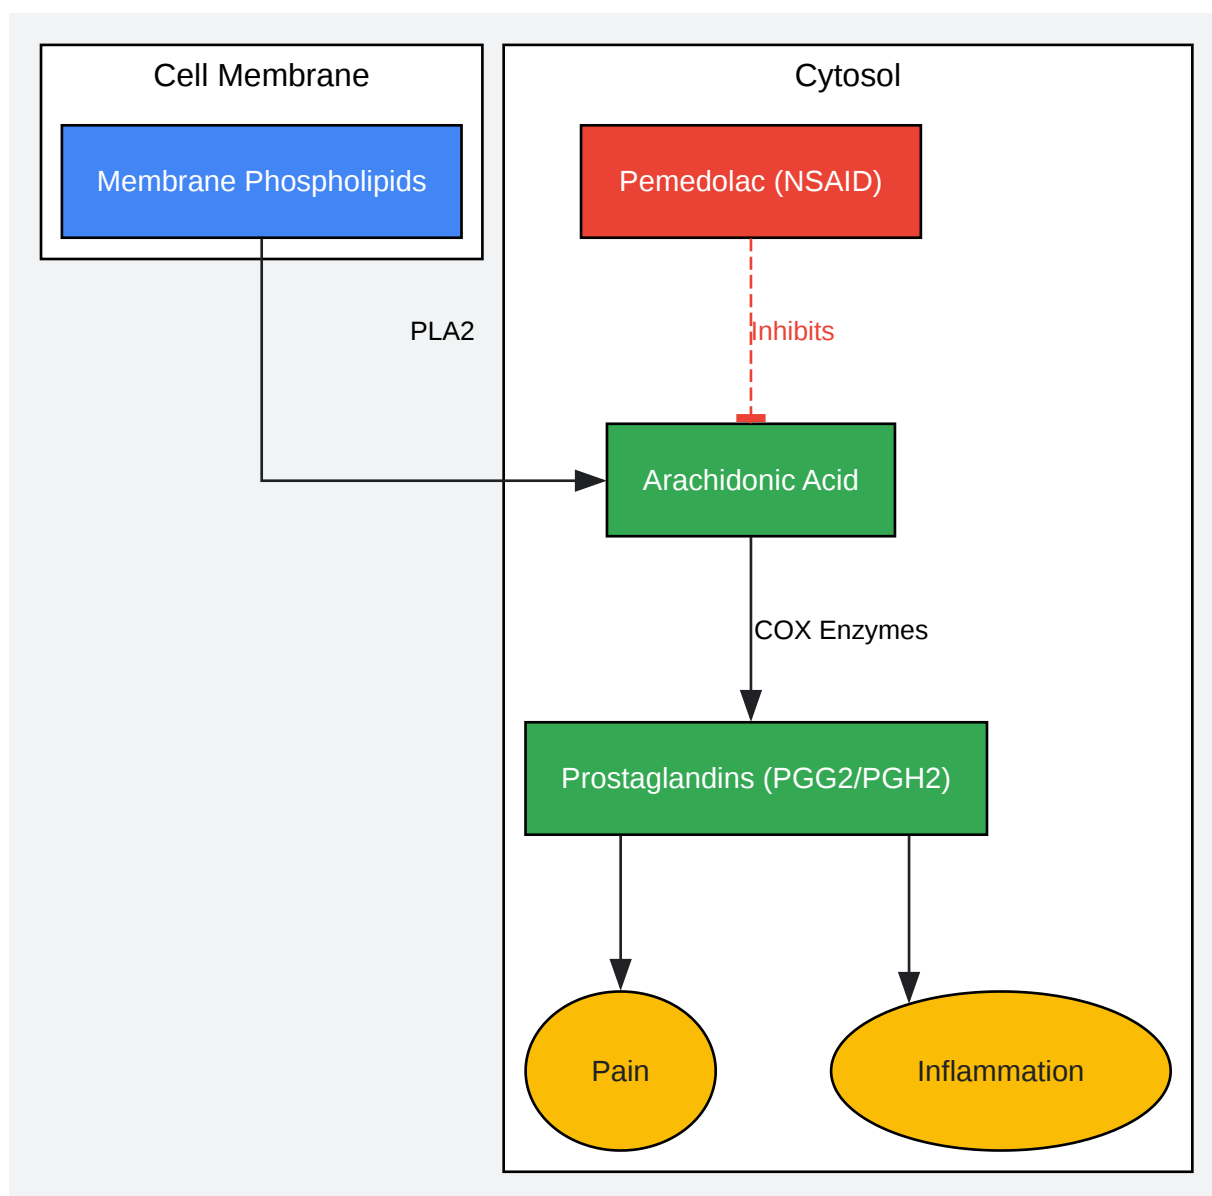 Cell Membrane
Cytosol
Membrane Phospholipids
Pemedolac (NSAID)
PLA2
Inhibits
Arachidonic Acid
COX Enzymes
Prostaglandins (PGG2/PGH2)
Pain
Inflammation